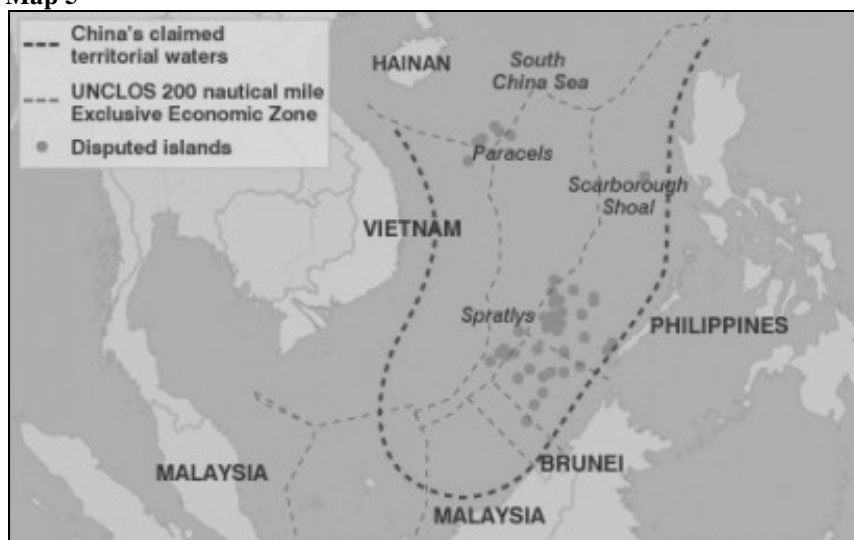 Map 5
China's claimed
territorial waters
UNCLOS 200 nautical mile
Exclusive Economic Zone
Disputed islands
HAINAN
South
China Sea
Paracels
Scarborough
Shoal
VIETNAM
Spratlys
PHILIPPINES
MALAYSIA
BRUNEI
MALAYSIA